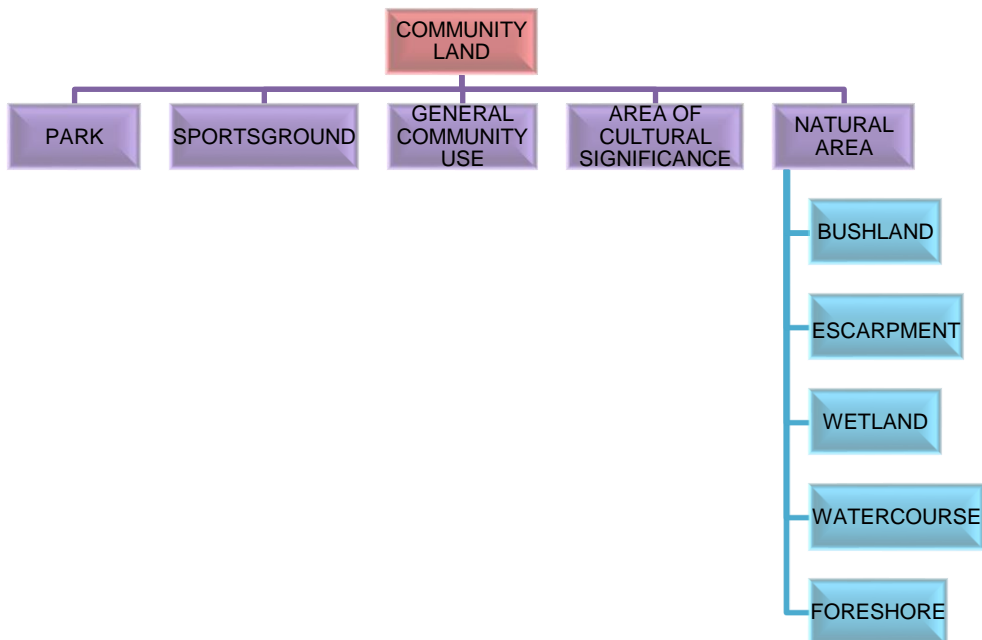 COMMUNITY
LAND
PARK
SPORTSGROUND
GENERAL
COMMUNITY
USE
AREA OF
CULTURAL
SIGNIFICANCE
NATURAL
AREA
BUSHLAND
ESCARPMENT
WETLAND
WATERCOURSE
FORESHORE